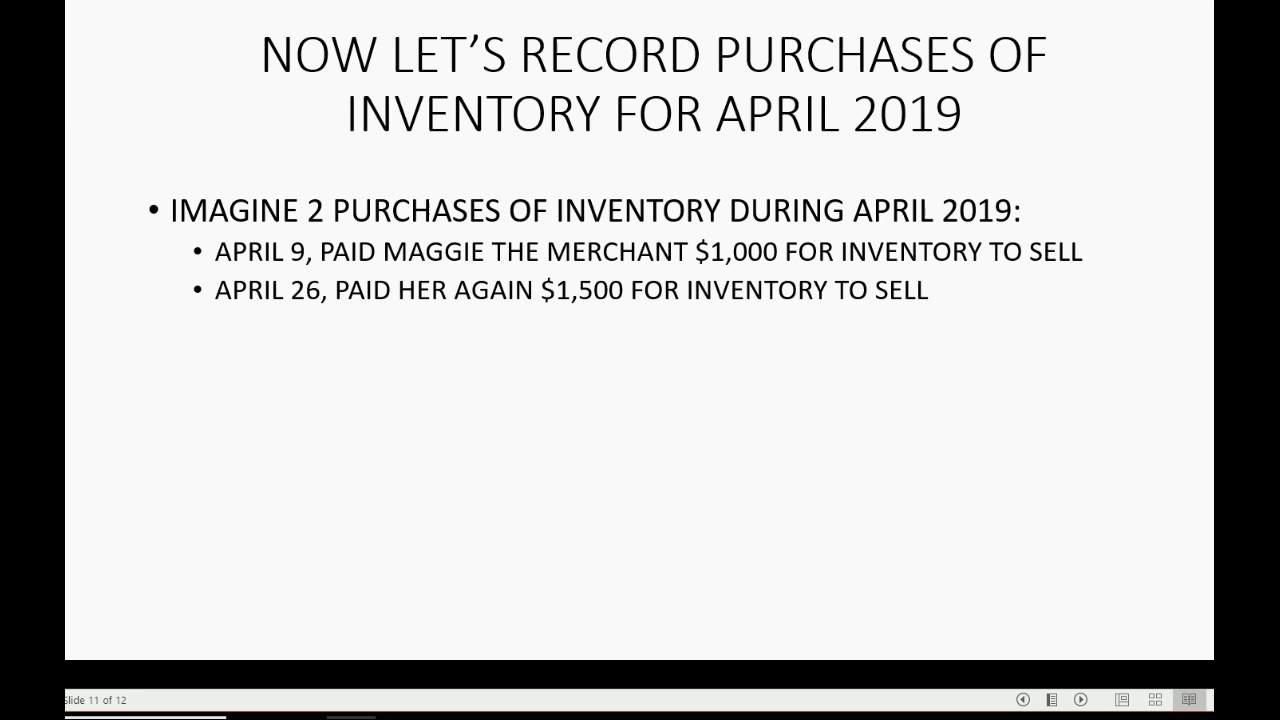 NOW LET’S RECORD PURCHASES OF
INVENTORY FOR APRIL 2019
• IMAGINE 2 PURCHASES OF INVENTORY DURING APRIL 2019:
• APRIL 9, PAID MAGGIE THE MERCHANT $1,000 FOR INVENTORY TO SELL
• APRIL 26, PAID HER AGAIN $1,500 FOR INVENTORY TO SELL
Slide 11 of 12